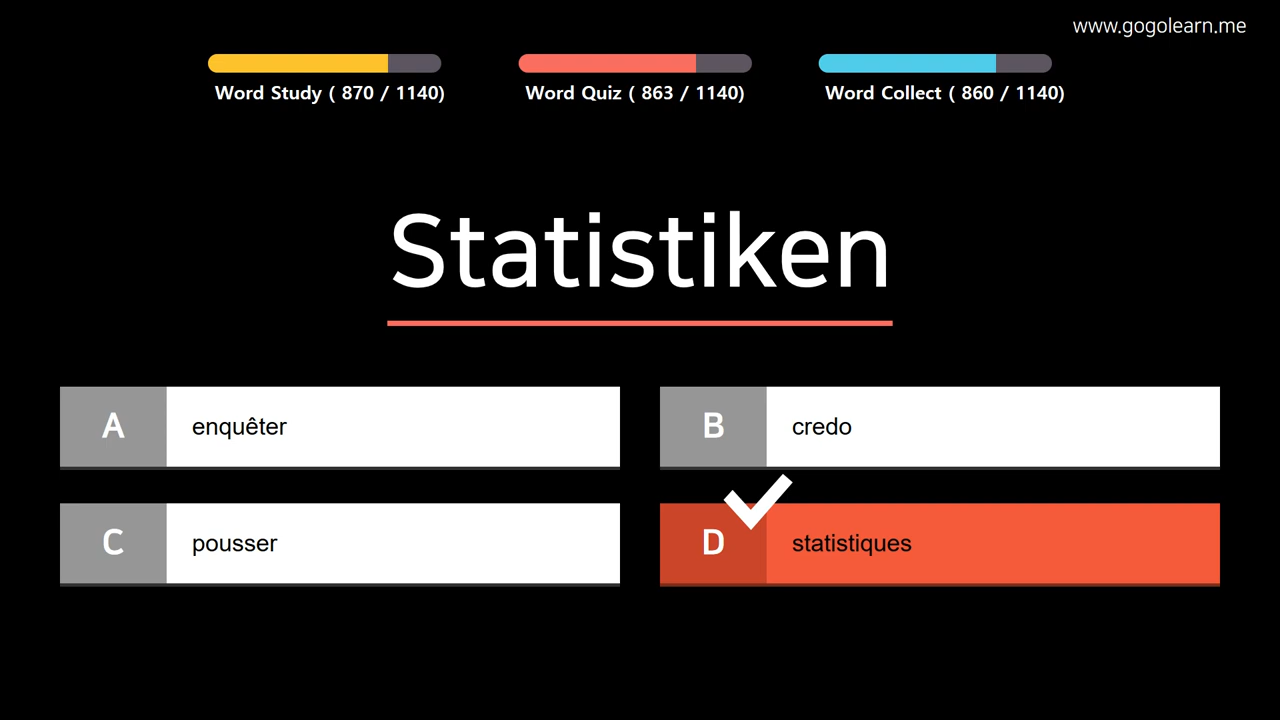 www.gogolearn.me
Word Study ( 870 / 1140)
Word Quiz ( 863 / 1140)
Word Collect ( 860 / 1140)
Statistiken
A
enquêter
B
credo
C
pousser
D
statistiques